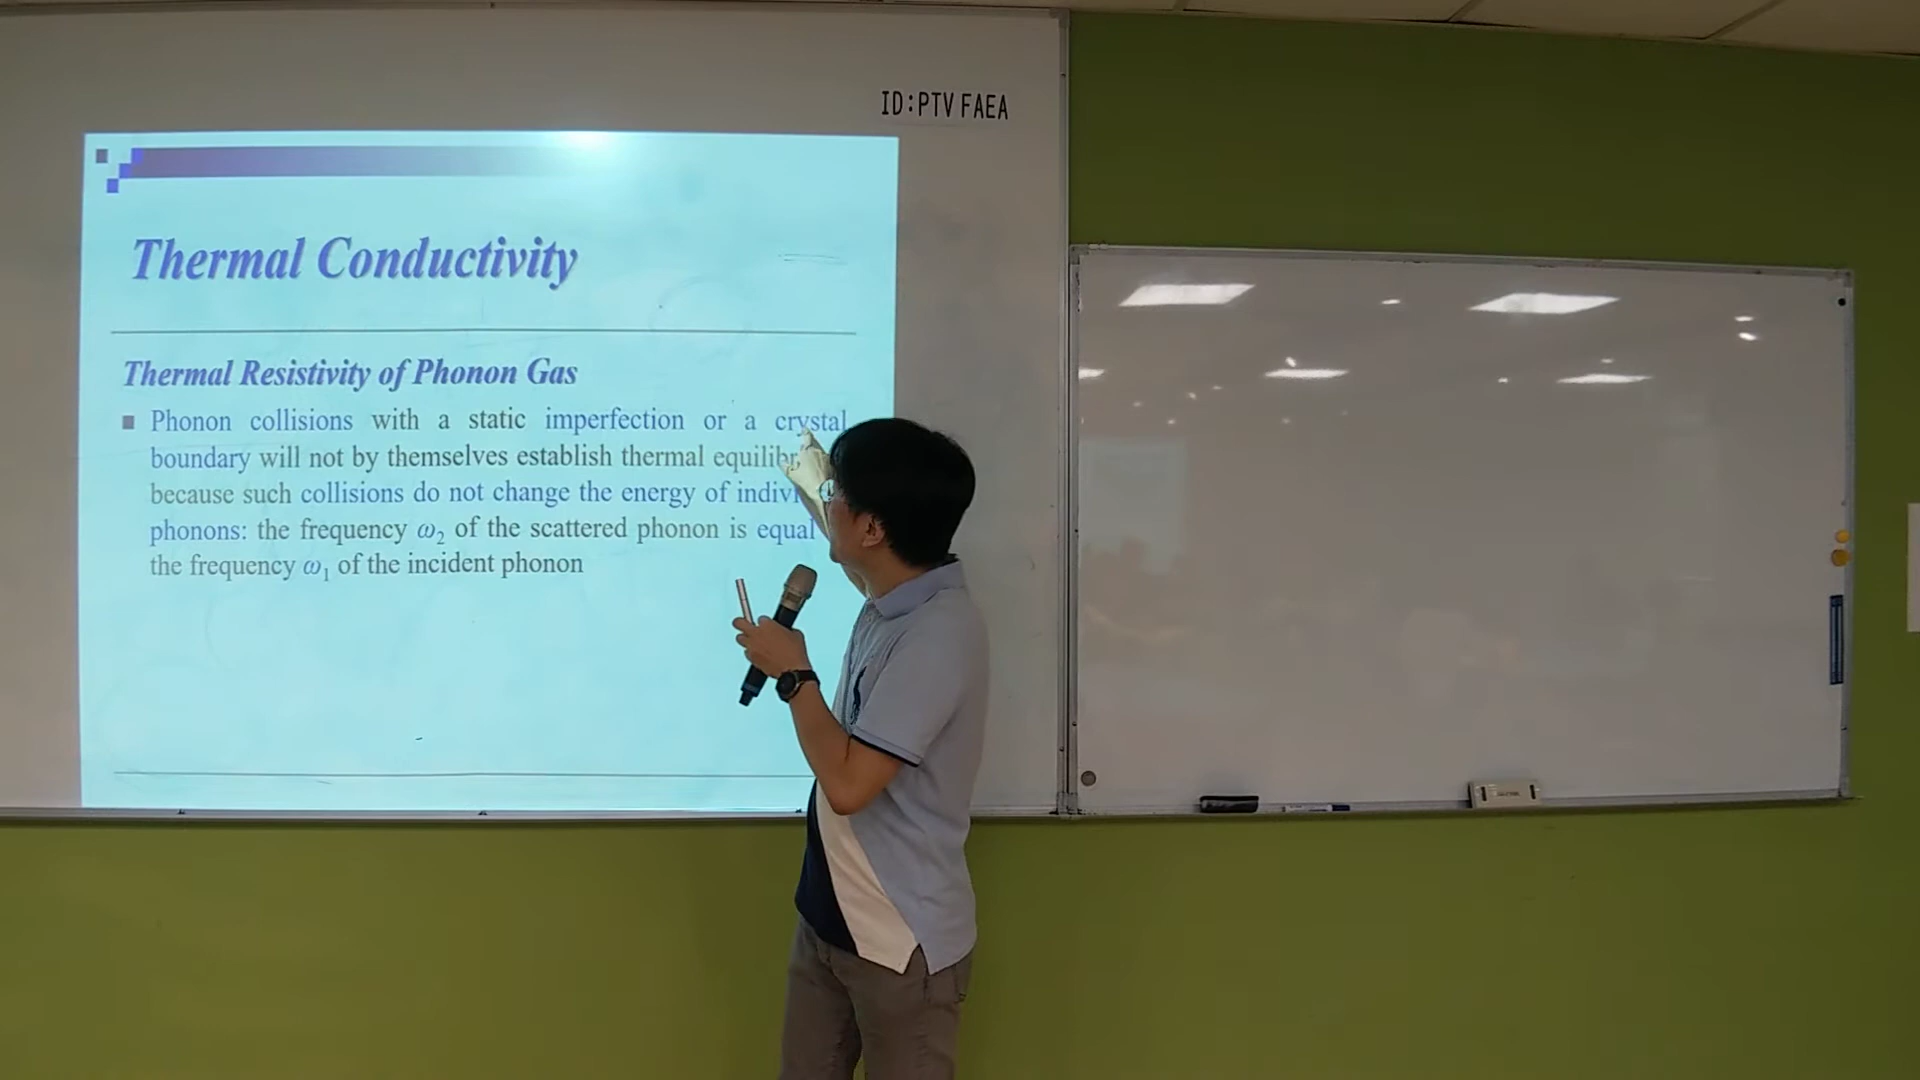 ID:PTV FAEA
Thermal Conductivity
Thermal Resistivity of Phonon Gas
■ Phonon collisions with a static imperfection or a crystal
boundary will not by themselves establish thermal
because such collisions do not change the energy of
phonons: the frequency ω₂ of the scattered phonon is equal
the frequency ω₁ of the incident phonon